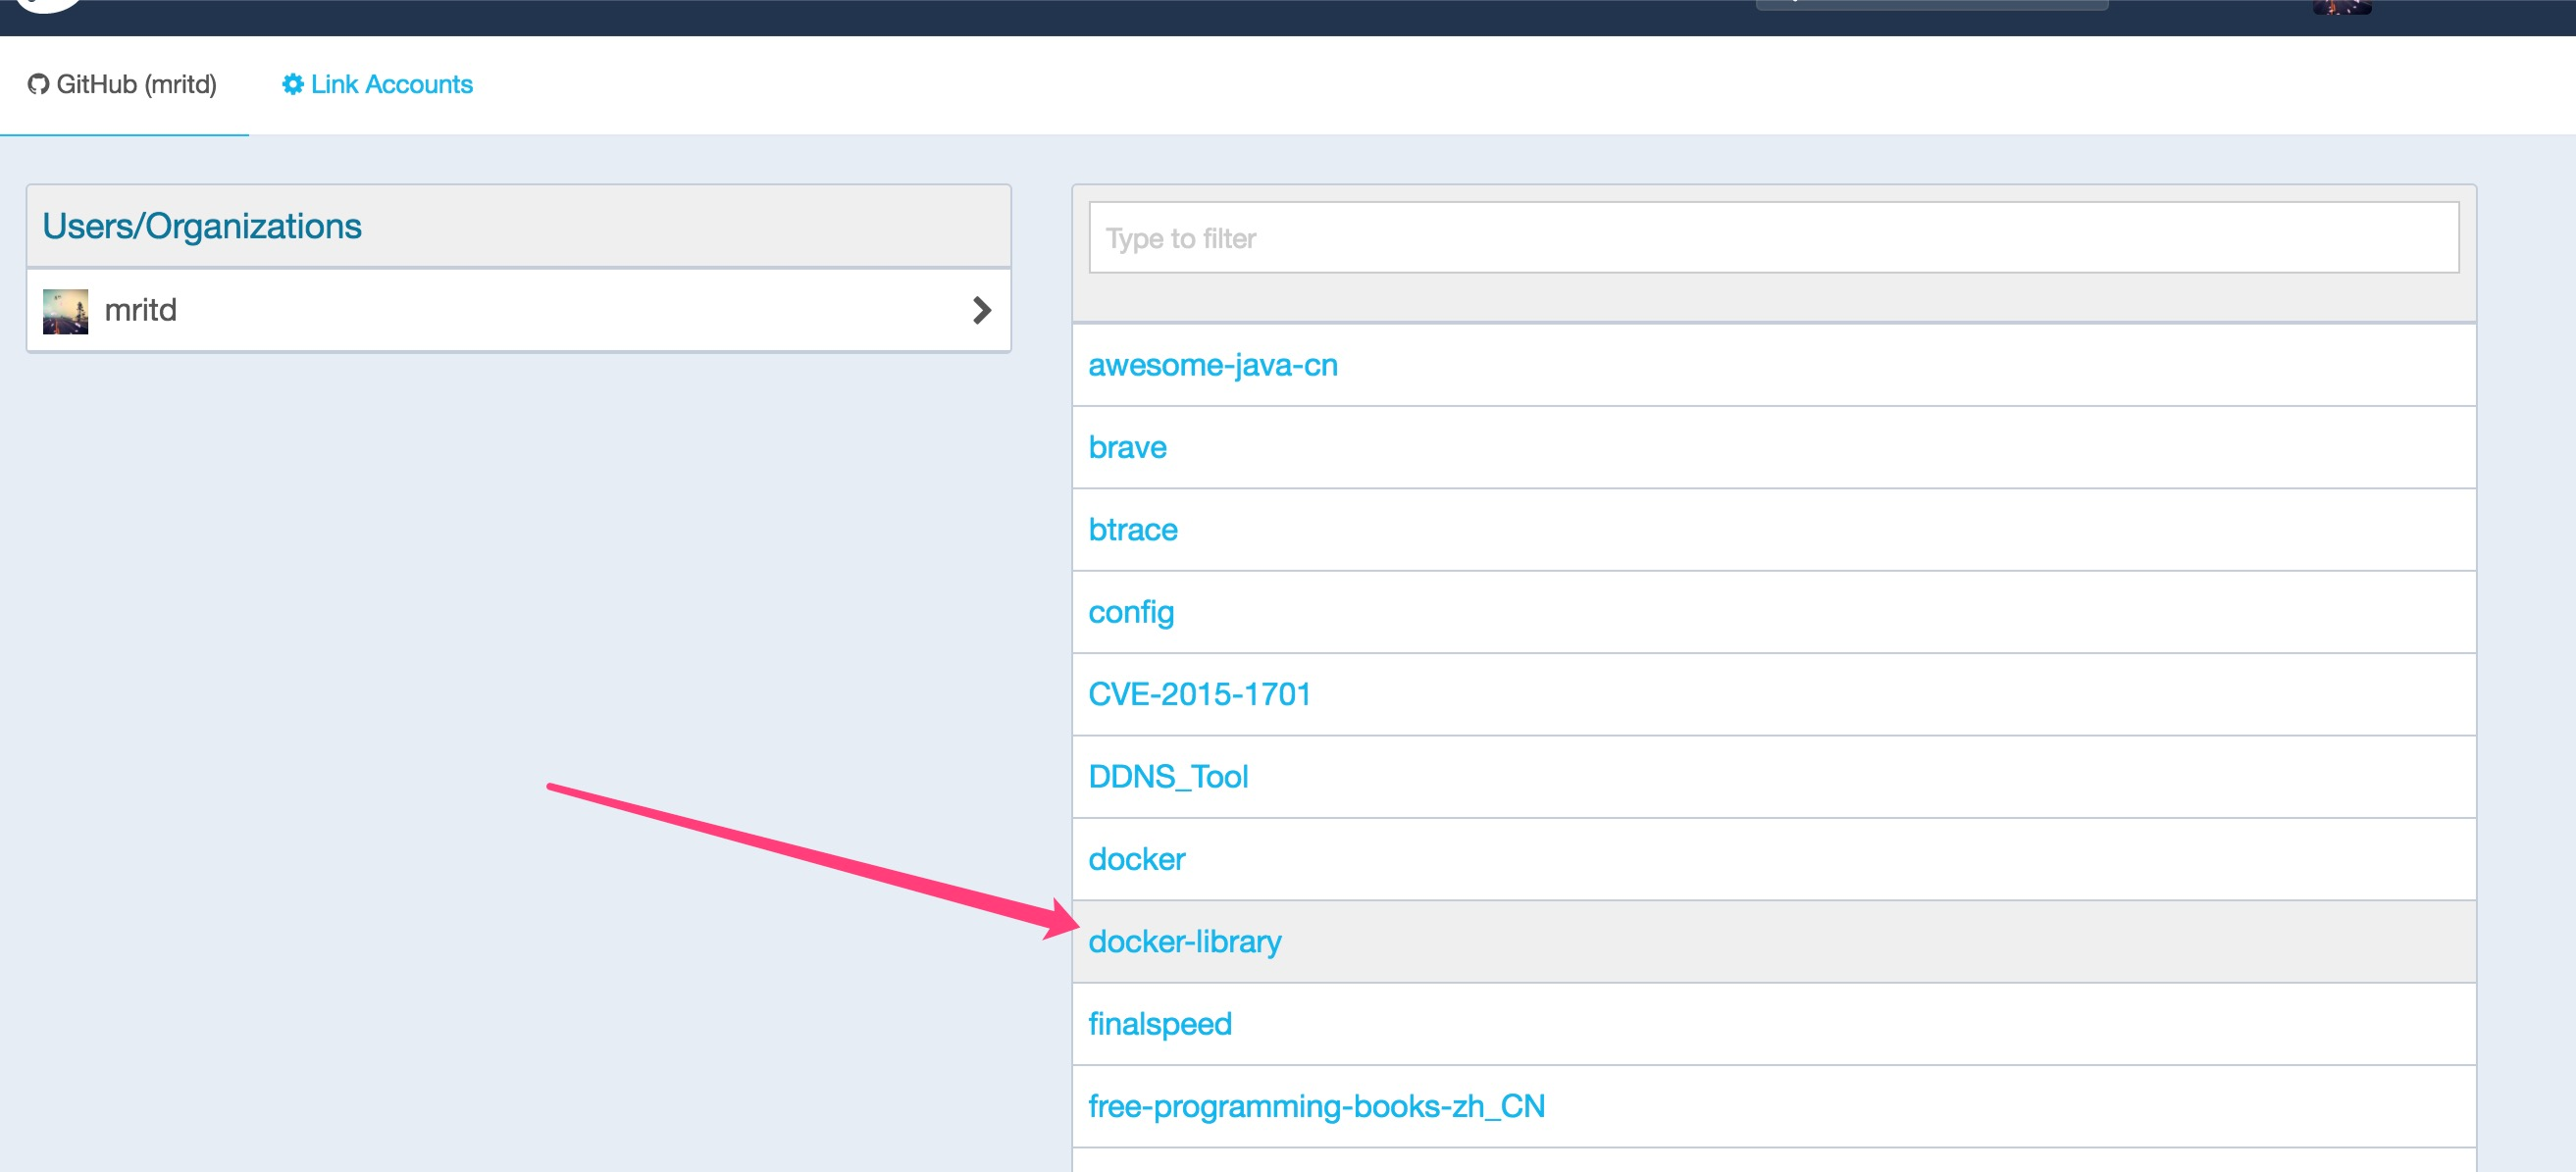 GitHub (mritd)
Link Accounts
Users/Organizations
mritd
Type to filter
awesome-java-cn
brave
btrace
config
CVE-2015-1701
DDNS_Tool
docker
docker-library
finalspeed
free-programming-books-zh_CN